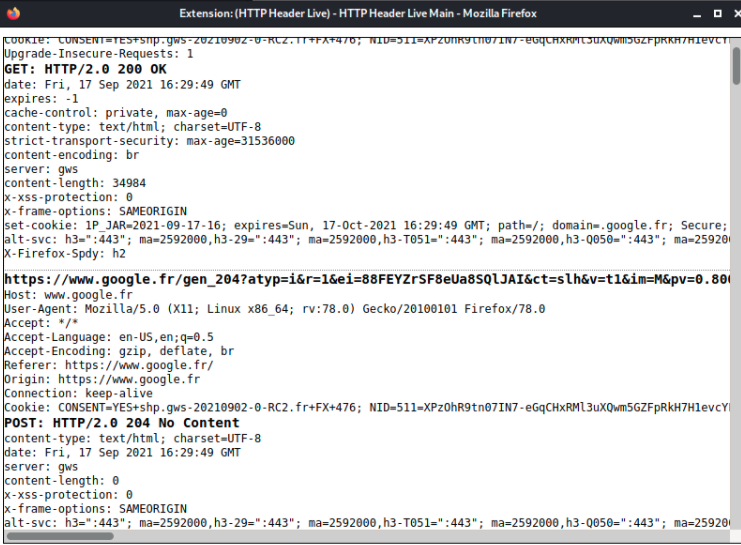 Extension: (HTTP Header Live) - HTTP Header Live Main - Mozilla Firefox
Cookie: CONSENT=YES+shp.gws-20210902-0-RC2.fr+FX+476; NID=511=XPzOhR9tn07IN7-eGqCHxRMl3uXQwm5GZFpRkH7H1evcY
Upgrade-Insecure-Requests: 1
GET: HTTP/2.0 200 OK
date: Fri, 17 Sep 2021 16:29:49 GMT
expires: -1
cache-control: private, max-age=0
content-type: text/html; charset=UTF-8
strict-transport-security: max-age=31536000
content-encoding: br
server: gws
content-length: 34984
x-xss-protection: 0
x-frame-options: SAMEORIGIN
set-cookie: 1P_JAR=2021-09-17-16; expires=Sun, 17-Oct-2021 16:29:49 GMT; path=/; domain=.google.fr; Secure;
alt-svc: h3=":443"; ma=2592000,h3-29=":443"; ma=2592000,h3-T051=":443"; ma=2592000,h3-Q050=":443"; ma=25920
X-Firefox-Spdy: h2
https://www.google.fr/gen_204?atyp=i&r=1&ei=88FEYZrSF8eUa8SQlJAI&ct=slh&v=t1&im=M&pv=0.800
Host: www.google.fr
User-Agent: Mozilla/5.0 (X11; Linux x86_64; rv:78.0) Gecko/20100101 Firefox/78.0
Accept: */*
Accept-Language: en-US,en;q=0.5
Accept-Encoding: gzip, deflate, br
Referer: https://www.google.fr/
Origin: https://www.google.fr
Connection: keep-alive
Cookie: CONSENT=YES+shp.gws-20210902-0-RC2.fr+FX+476; NID=511=XPzOhR9tn07IN7-eGqCHxRMl3uXQwm5GZFpRkH7H1evcY
POST: HTTP/2.0 204 No Content
content-type: text/html; charset=UTF-8
date: Fri, 17 Sep 2021 16:29:49 GMT
server: gws
content-length: 0
x-xss-protection: 0
x-frame-options: SAMEORIGIN
alt-svc: h3=":443"; ma=2592000,h3-29=":443"; ma=2592000,h3-T051=":443"; ma=2592000,h3-Q050=":443"; ma=25920